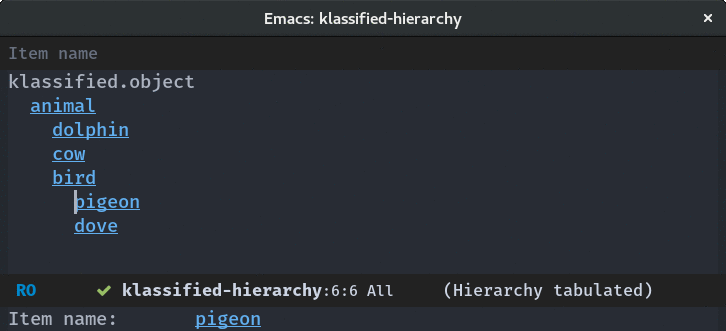 Emacs: klassified-hierarchy ×
Item name
klassified.object
animal
dolphin
cow
bird
pigeon
dove
RO ✔ klassified-hierarchy:6:6 All (Hierarchy tabulated)
Item name: pigeon